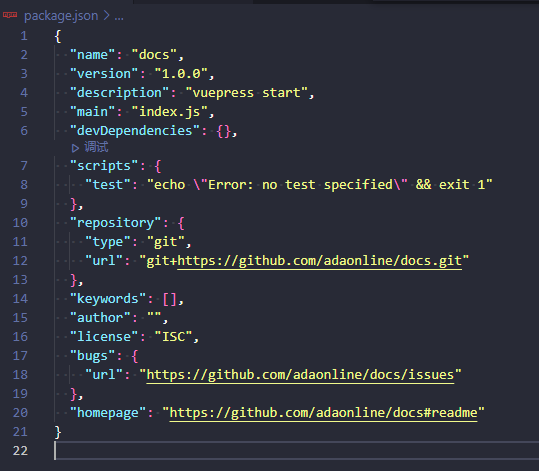 package.json > ...
1 {
2 "name": "docs",
3 "version": "1.0.0",
4 "description": "vuepress start",
5 "main": "index.js",
6 "devDependencies": {},
调试
7 "scripts": {
8 "test": "echo \"Error: no test specified\" && exit 1"
9 },
10 "repository": {
11 "type": "git",
12 "url": "git+https://github.com/adaonline/docs.git"
13 },
14 "keywords": [],
15 "author": "",
16 "license": "ISC",
17 "bugs": {
18 "url": "https://github.com/adaonline/docs/issues"
19 },
20 "homepage": "https://github.com/adaonline/docs#readme"
21 }
22